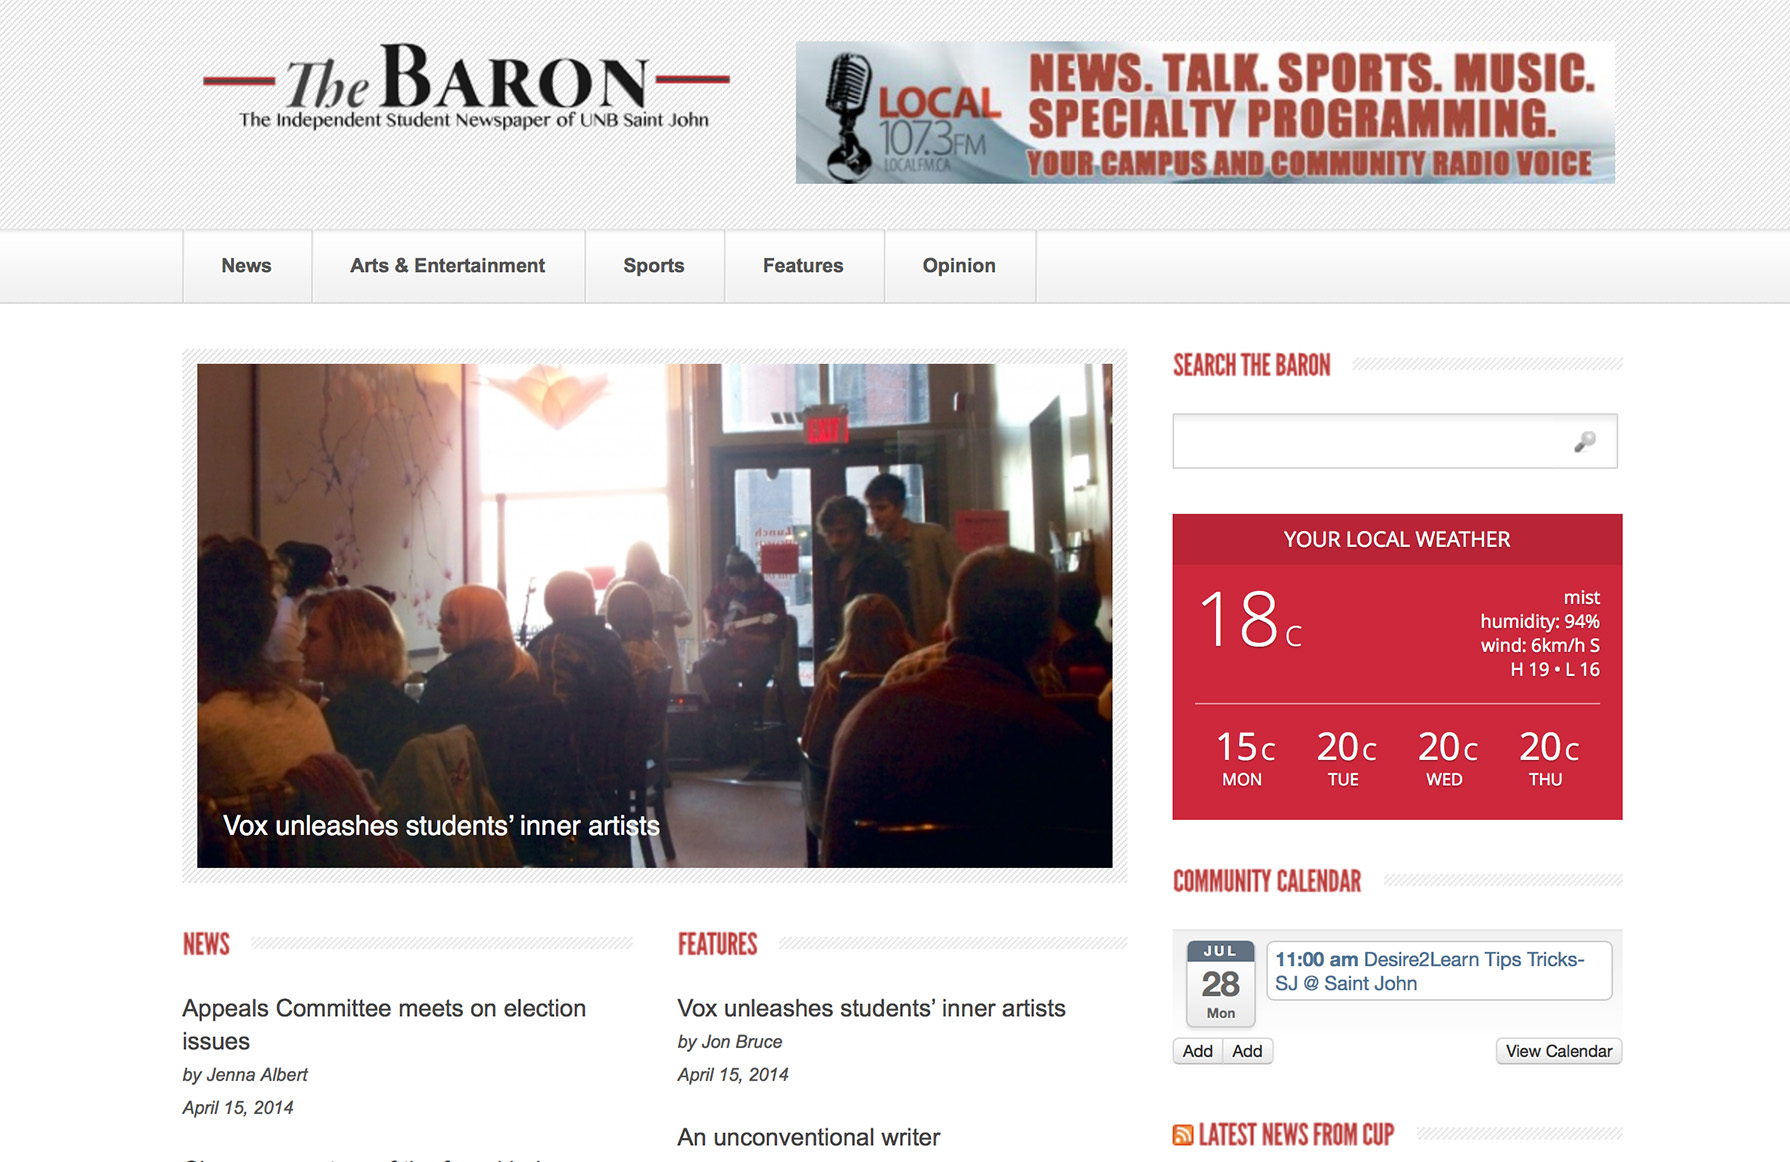 The BARON
The Independent Student Newspaper of UNB Saint John
LOCAL
107.3FM
LOCALFM.CA
NEWS. TALK. SPORTS. MUSIC.
SPECIALTY PROGRAMMING.
YOUR CAMPUS AND COMMUNITY RADIO VOICE
News
Arts & Entertainment
Sports
Features
Opinion
EXIT
Lunch
Vox unleashes students’ inner artists
SEARCH THE BARON
YOUR LOCAL WEATHER
18 C
mist
humidity: 94%
wind: 6km/h S
H 19 • L 16
15 C
MON
20 C
TUE
20 C
WED
20 C
THU
COMMUNITY CALENDAR
JUL
28
Mon
11:00 am Desire2Learn Tips Tricks-
SJ @ Saint John
Add
Add
View Calendar
LATEST NEWS FROM CUP
NEWS
Appeals Committee meets on election
issues
by Jenna Albert
April 15, 2014
FEATURES
Vox unleashes students’ inner artists
by Jon Bruce
April 15, 2014
An unconventional writer